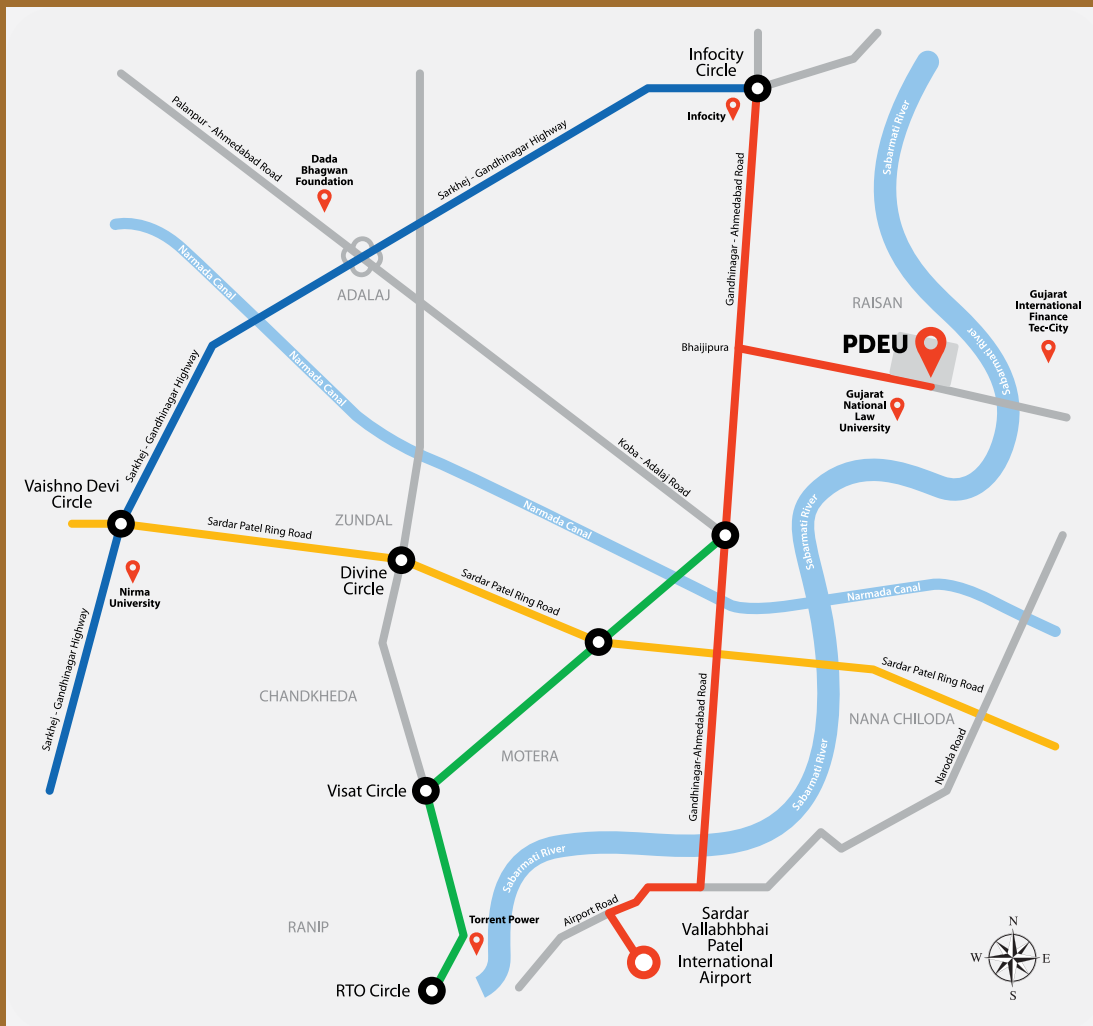 Infocity
Circle
Infocity
Palanpur - Ahmedabad Road
Dada
Bhagwan
Foundation
Sarkhej - Gandhinagar Highway
Sabarmati River
Gandhinagar - Ahmedabad Road
Narmada Canal
ADALAJ
RAISAN
Gujarat
International
Finance
Tec-City
Bhaijipura
PDEU
Sabarmati River
Narmada Canal
Gujarat
National
Law
University
Sarkhej - Gandhinagar Highway
Koba - Adalaj Road
Vaishno Devi
Circle
Sardar Patel Ring Road
ZUNDAL
Narmada Canal
Sabarmati River
Divine
Circle
Sardar Patel Ring Road
Nirma
University
Narmada Canal
Sarkhej - Gandhinagar Highway
Sardar Patel Ring Road
CHANDKHEDA
NANA CHILODA
Gandhinagar-Ahmedabad Road
MOTERA
Naroda Road
Sabarmati River
Visat Circle
Sabarmati River
Airport Road
Torrent Power
RANIP
Sardar
Vallabhbhai
Patel
International
Airport
RTO Circle
N
W
E
S